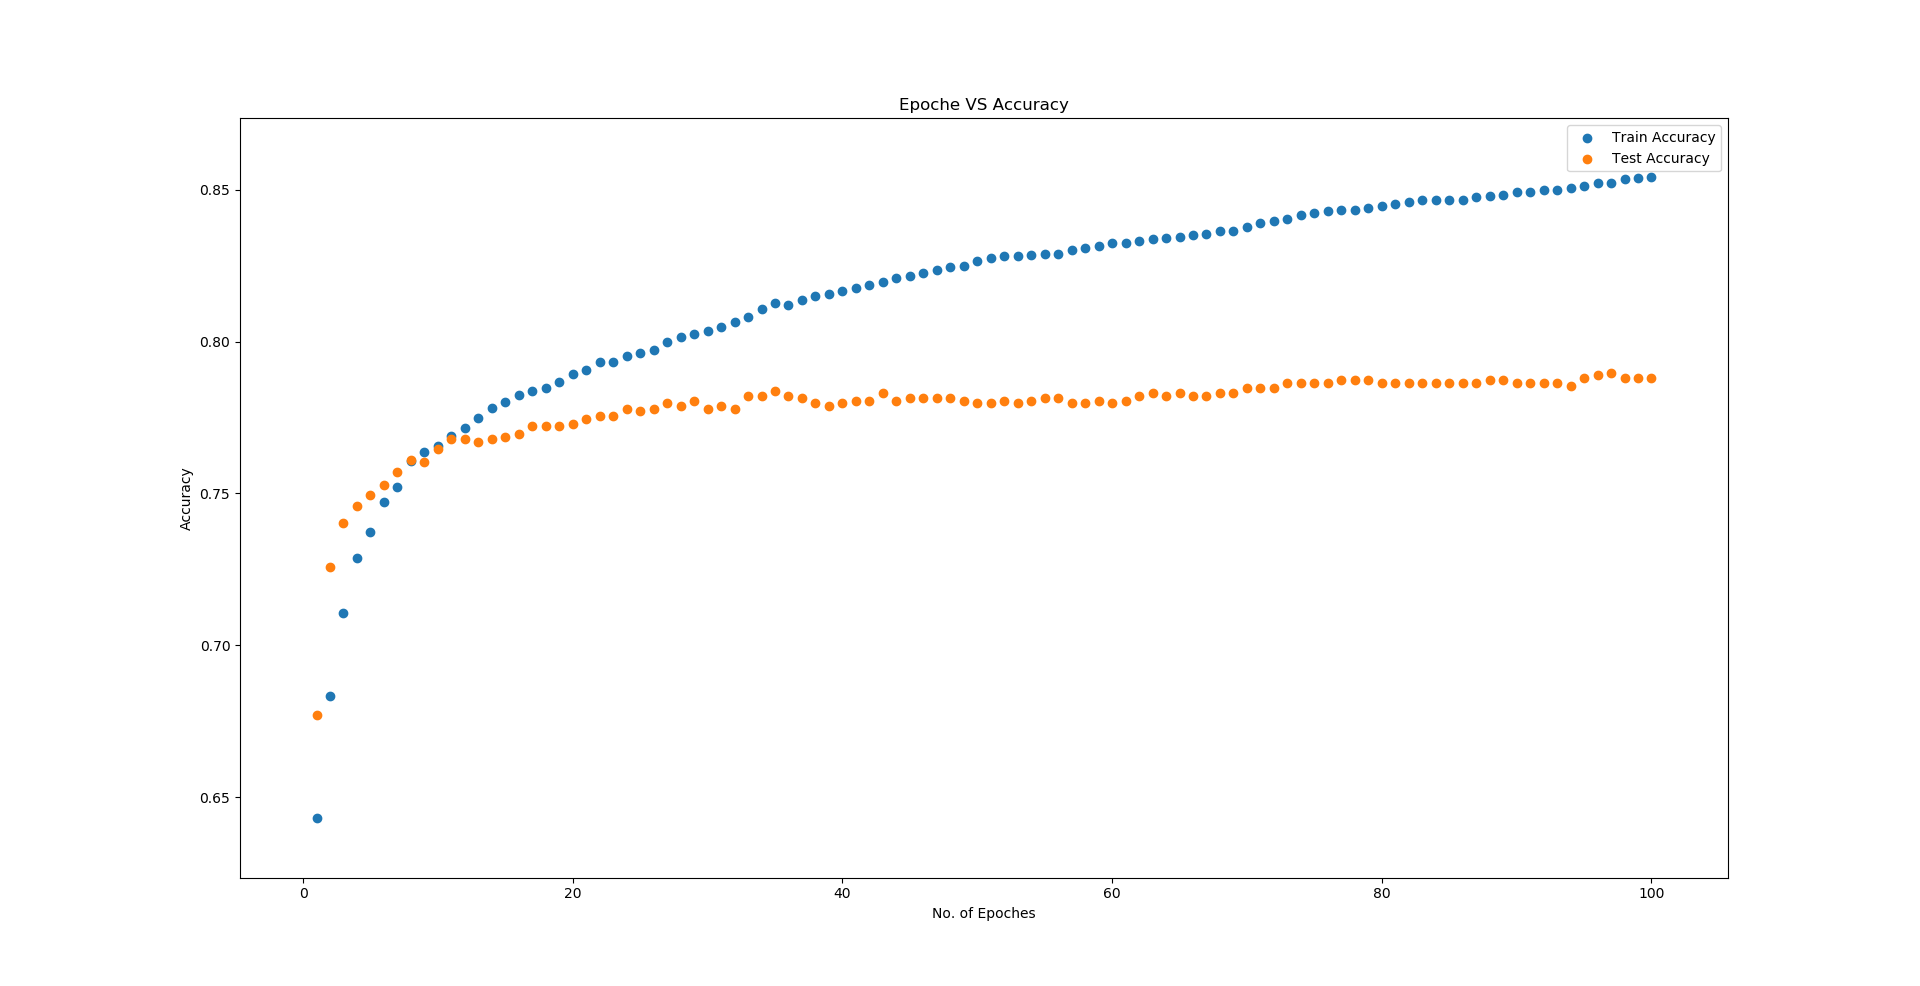 Epoche VS Accuracy
Train Accuracy
Test Accuracy
0.85
0.80
0.75
0.70
0.65
Accuracy
0 20 40 60 80 100
No. of Epoches